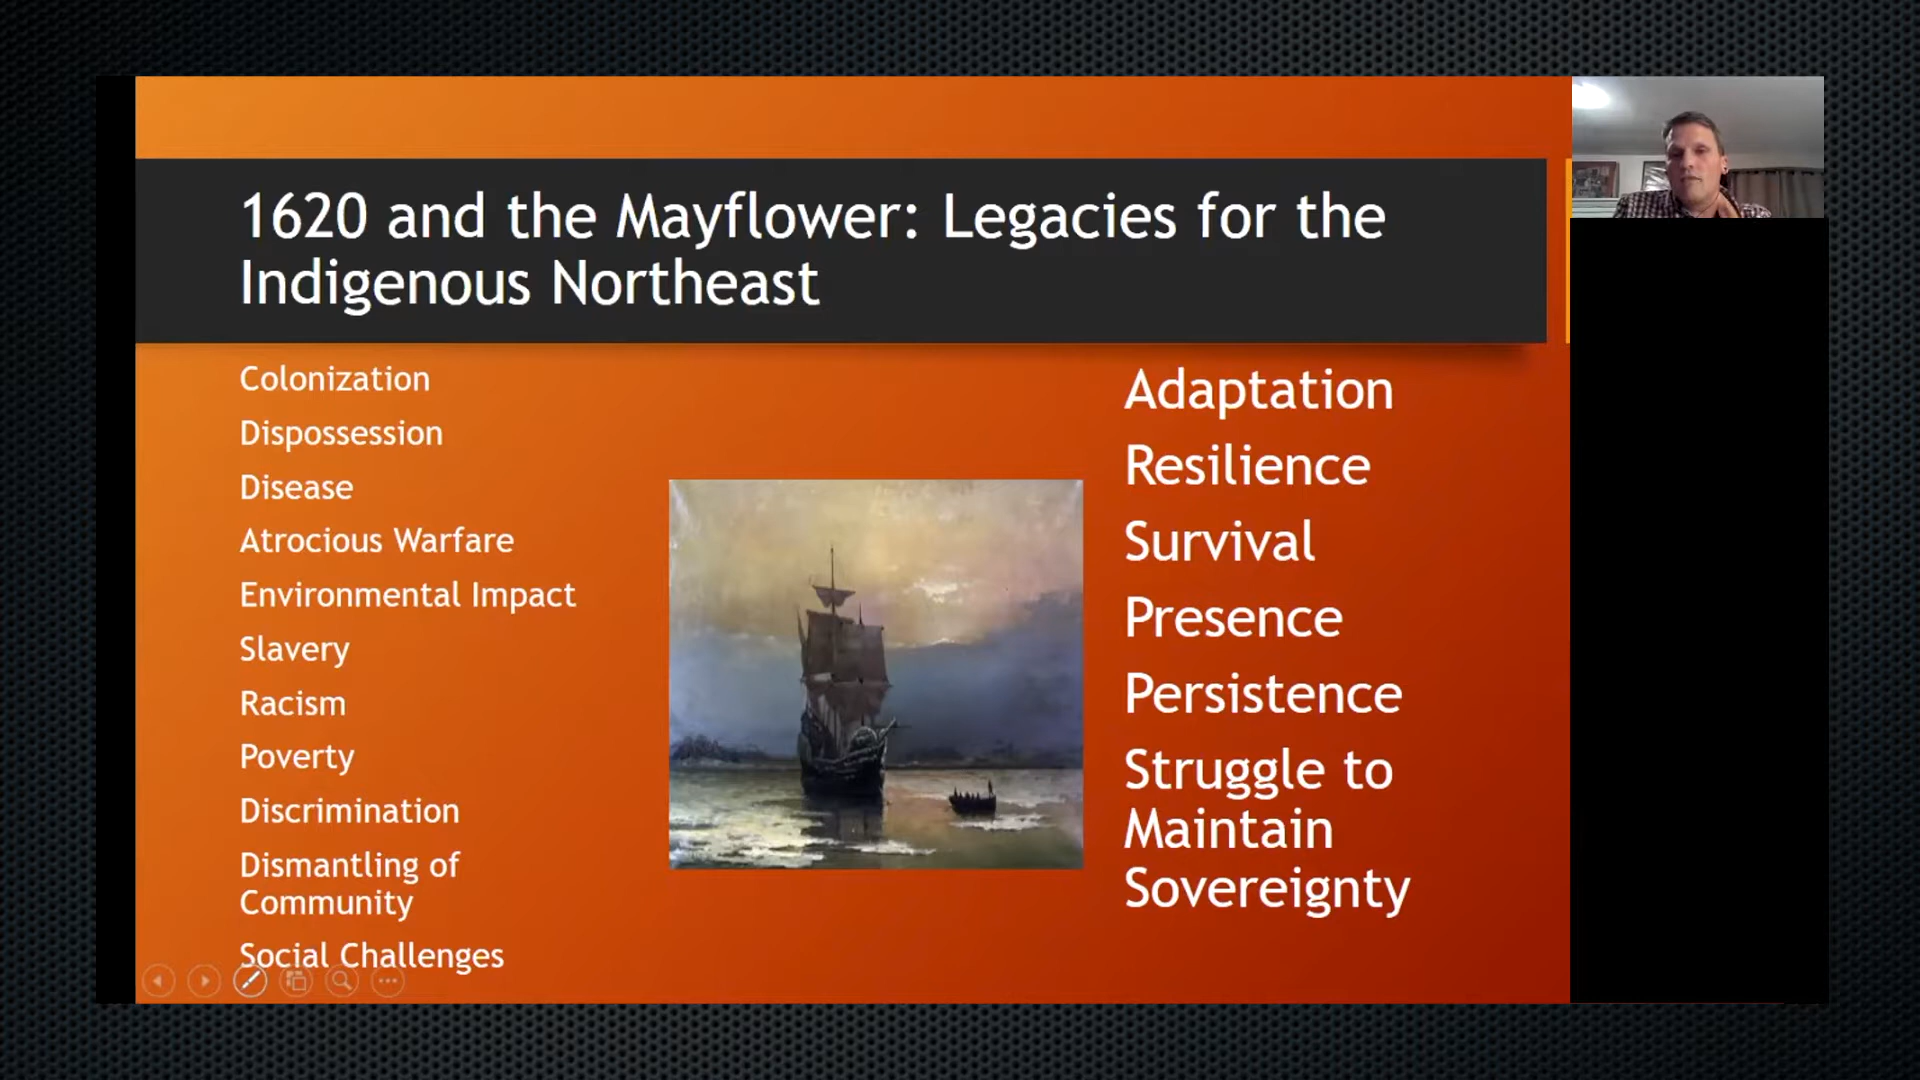 1620 and the Mayflower: Legacies for the
Indigenous Northeast
Colonization
Dispossession
Disease
Atrocious Warfare
Environmental Impact
Slavery
Racism
Poverty
Discrimination
Dismantling of
Community
Social Challenges
Adaptation
Resilience
Survival
Presence
Persistence
Struggle to
Maintain
Sovereignty